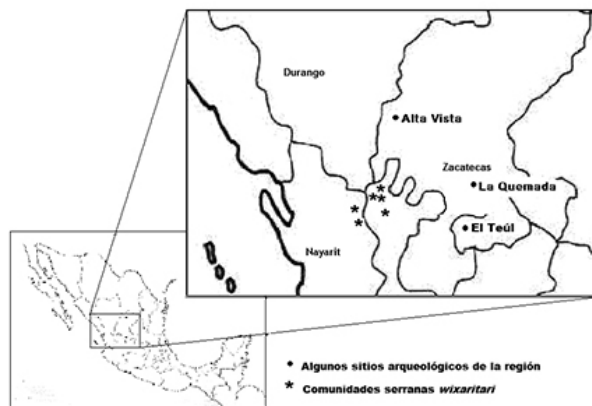 Durango
Alta Vista
Zacatecas
La Quemada
El Teúl
Nayarit
Algunos sitios arqueológicos de la región
Comunidades serranas wixaritari